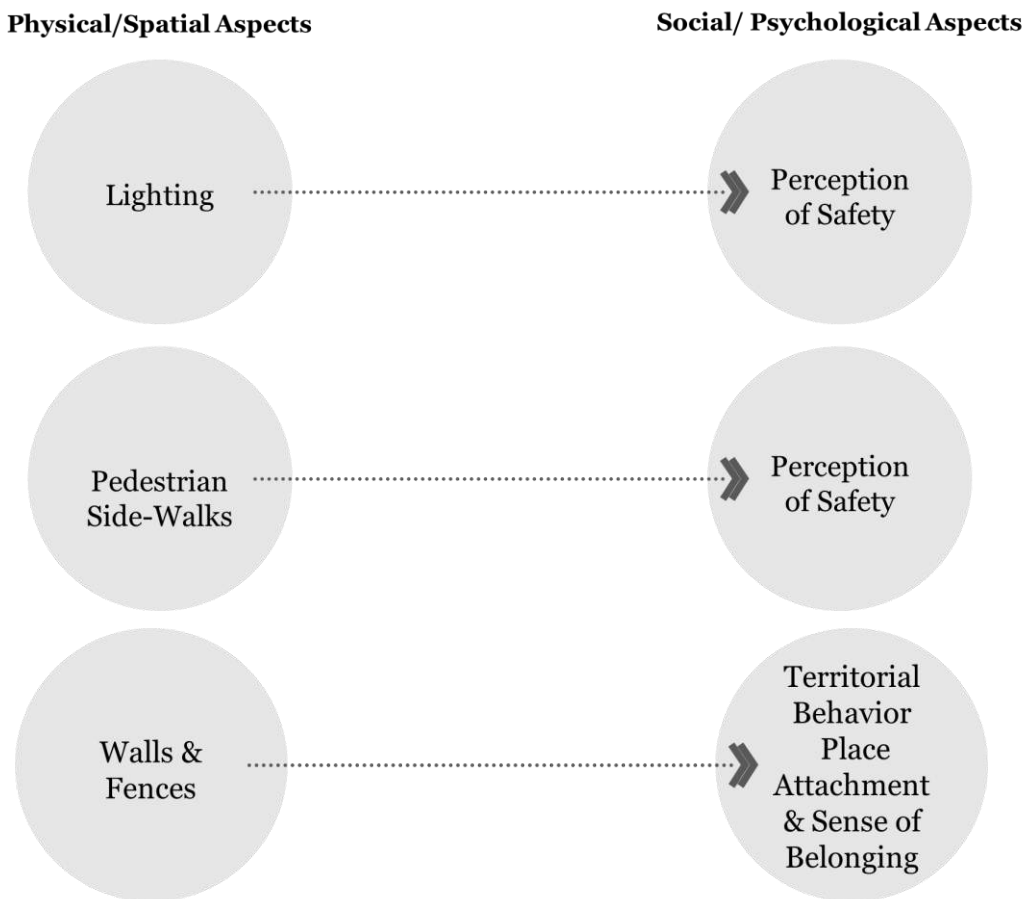 Physical/Spatial Aspects
Social/ Psychological Aspects
Lighting
Perception
of Safety
Pedestrian
Side-Walks
Perception
of Safety
Walls &
Fences
Territorial
Behavior
Place
Attachment
& Sense of
Belonging